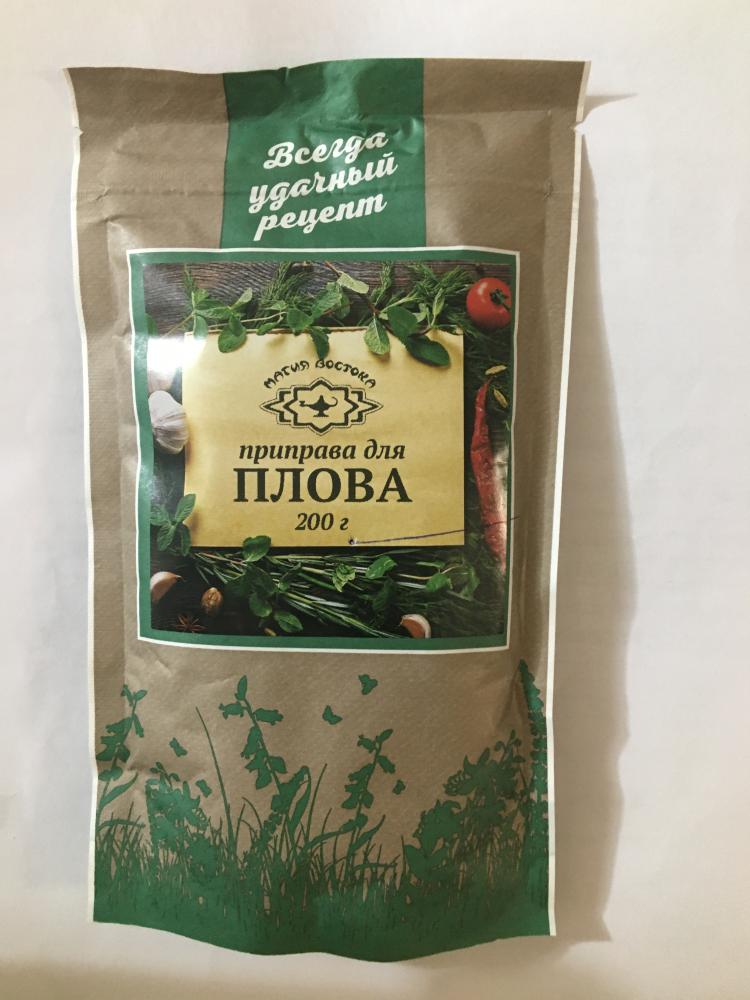 Всегда
удачный
рецепт
МАГИЯ ВОСТОКА
приправа для
ПЛОВА
200 г